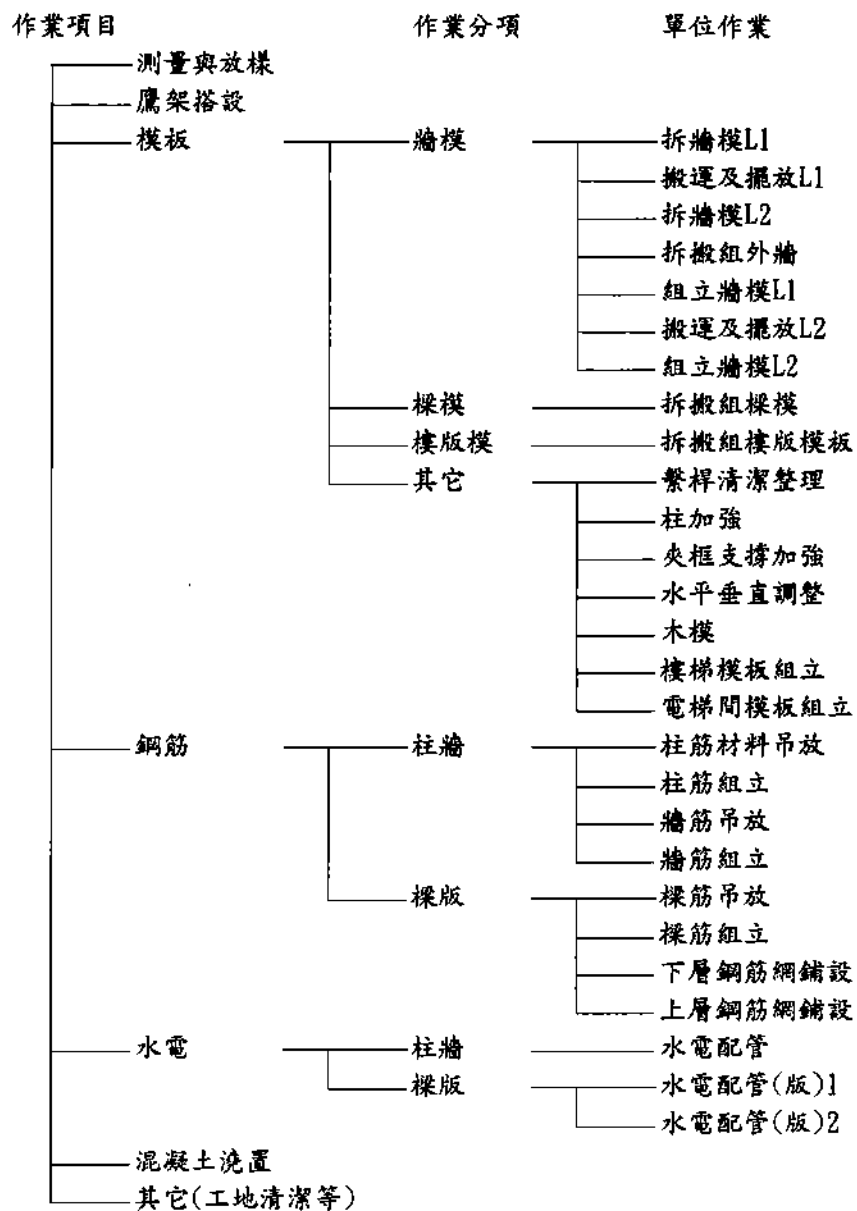 作業項目 作業分項 單位作業
測量與放樣
鷹架搭設
模板 牆模 拆牆模L1
搬運及擺放L1
拆牆模L2
拆搬組外牆
組立牆模L1
搬運及擺放L2
組立牆模L2
樑模 拆搬組樑模
樓版模 拆搬組樓版模板
其它 繫桿清潔整理
柱加強
夾框支撐加強
水平垂直調整
木模
樓梯模板組立
電梯間模板組立
鋼筋 柱牆 柱筋材料吊放
柱筋組立
牆筋吊放
牆筋組立
樑版 樑筋吊放
樑筋組立
下層鋼筋網鋪設
上層鋼筋網鋪設
水電 柱牆 水電配管
樑版 水電配管(版)1
水電配管(版)2
混凝土澆置
其它(工地清潔等)